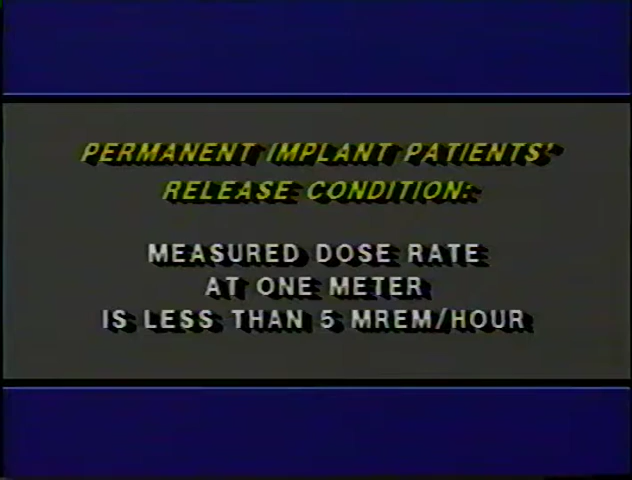 PERMANENT IMPLANT PATIENTS'
RELEASE CONDITION:
MEASURED DOSE RATE
AT ONE METER
IS LESS THAN 5 MREM/HOUR